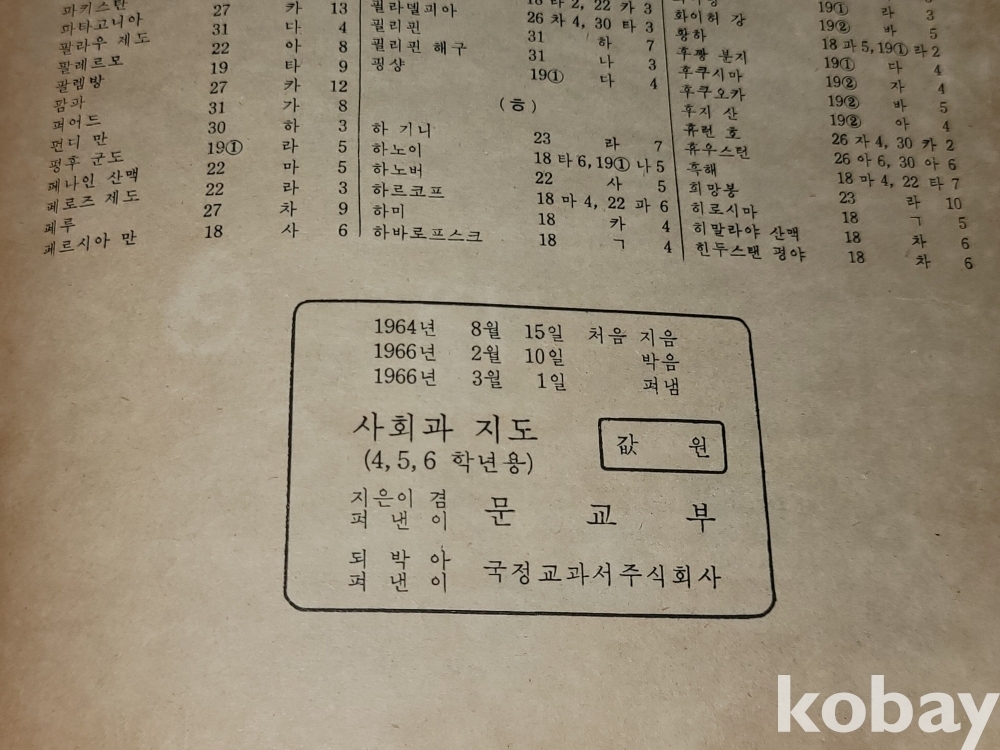 파키스탄 27 카 13
파타고니아 31 다 4
팔라우 제도 22 아 8
팔레르모 19 타 9
팔렘방 27 카 12
팜파 31 가 8
퍼어드 30 하 3
펀디 만 19① 라 5
펑후 군도 22 마 5
페나인 산맥 22 라 3
페로즈 제도 27 차 9
페루 18 사 6
페르시아 만
필라델피아 18 타 2, 22 카 3
필리핀 26 차 4, 30 타 3
필리핀 해구 31 하 7
핑샹 31 나 3
19① 다 4
(ㅎ)
하 기니 23 라 7
하노이 18 타 6, 19① 나 5
하노버 22 사 5
하르코프 18 마 4, 22 파 6
하미 18 카 4
하바로프스크 18 ㄱ 4
화이허 강 19① 라 3
황하 19② 바 5
후쾅 분지 18 파 5, 19① 라 2
후쿠시마 19① 다 4
후쿠오카 19② 자 4
후지 산 19② 바 5
휴런 호 19② 아 4
휴우스턴 26 자 4, 30 카 2
흑해 26 아 6, 30 아 6
희망봉 18 마 4, 22 타 7
히로시마 23 라 10
히말라야 산맥 18 ㄱ 5
힌두스탠 평야 18 차 6
18 차 6
1964년 8월 15일 처음 지음
1966년 2월 10일 박음
1966년 3월 1일 펴냄
사회과 지도
(4, 5, 6 학년용)
값 원
지은이 겸
펴 낸 이 문 교 부
되 박 아
펴 낸 이 국정교과서주식회사
kobay